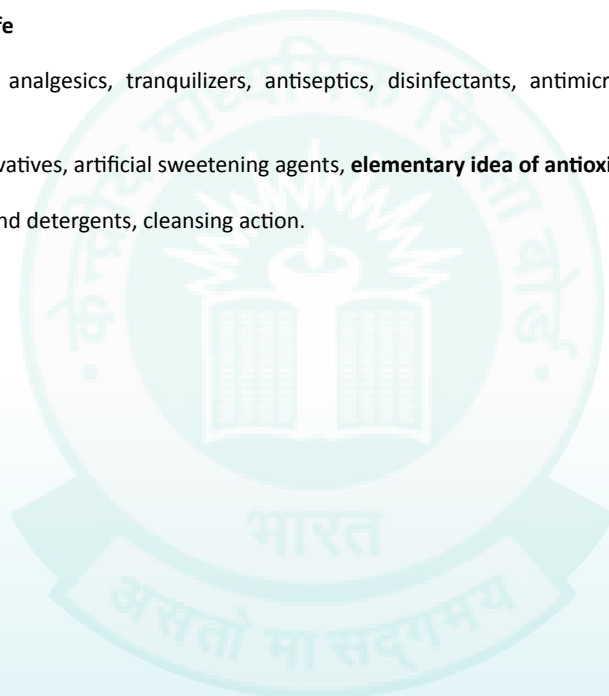 fe
analgesics, tranquilizers, antiseptics, disinfectants, antimicr
vatives, artificial sweetening agents, elementary idea of antioxi
nd detergents, cleansing action.
केन्द्रीय माध्यमिक शिक्षा बोर्ड
भारत
असतो मा सद्गमय